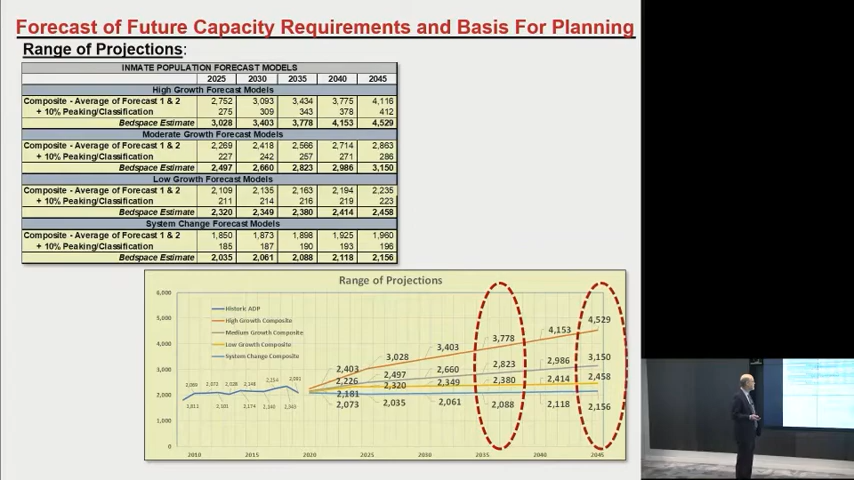 Forecast of Future Capacity Requirements and Basis For Planning
Range of Projections:
INMATE POPULATION FORECAST MODELS
2025 2030 2035 2040 2045
High Growth Forecast Models
Composite - Average of Forecast 1 & 2 2,752 3,093 3,434 3,775 4,116
+ 10% Peaking/Classification 275 309 343 378 412
Bedspace Estimate 3,028 3,403 3,778 4,153 4,529
Moderate Growth Forecast Models
Composite - Average of Forecast 1 & 2 2,269 2,418 2,566 2,714 2,863
+ 10% Peaking/Classification 227 242 257 271 286
Bedspace Estimate 2,497 2,660 2,823 2,986 3,150
Low Growth Forecast Models
Composite - Average of Forecast 1 & 2 2,109 2,135 2,163 2,194 2,235
+ 10% Peaking/Classification 211 214 216 219 223
Bedspace Estimate 2,320 2,349 2,380 2,414 2,458
System Change Forecast Models
Composite - Average of Forecast 1 & 2 1,850 1,873 1,898 1,925 1,960
+ 10% Peaking/Classification 185 187 190 193 196
Bedspace Estimate 2,035 2,061 2,088 2,118 2,156
Range of Projections
6,000
5,000
4,000
3,000
2,000
1,000
0
Historic ADP
High Growth Composite
Medium Growth Composite
Low Growth Composite
System Change Composite
2,403 3,028 3,403 3,778 4,153 4,529
2,226 2,497 2,660 2,823 2,986 3,150
2,181 2,320 2,349 2,380 2,414 2,458
2,073 2,035 2,061 2,088 2,118 2,156
2010 2015 2020 2025 2030 2035 2040 2045